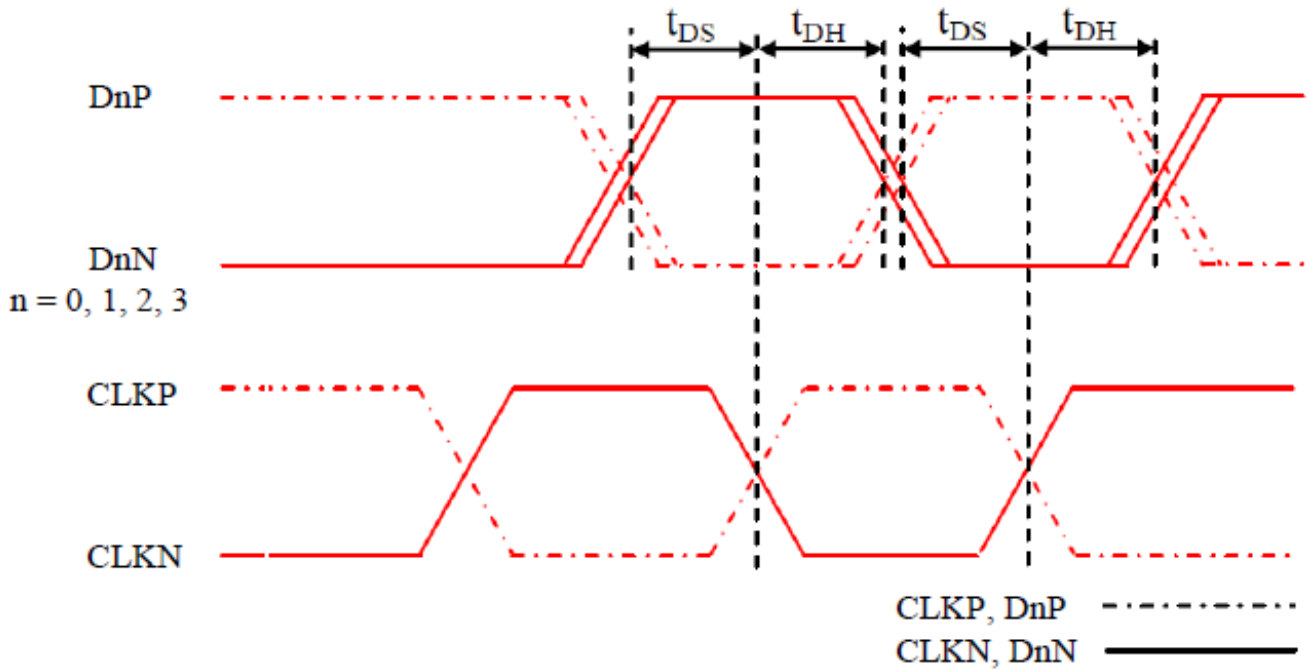 tDS tDH tDS tDH
DnP
DnN
n = 0, 1, 2, 3
CLKP
CLKN
CLKP, DnP
CLKN, DnN